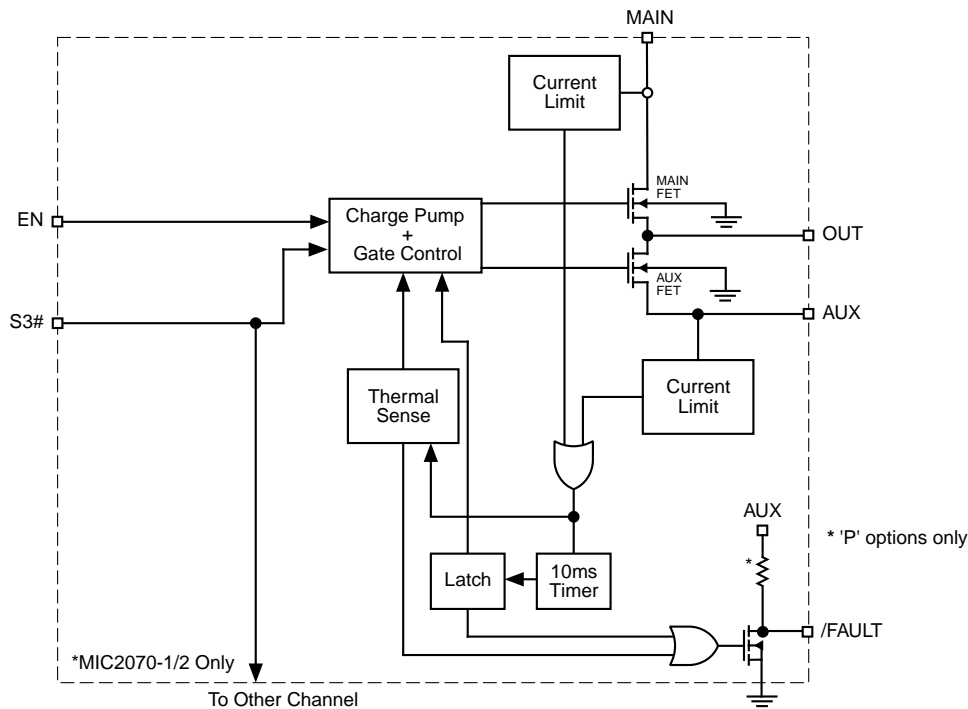 MAIN
Current
Limit
MAIN
FET
EN
Charge Pump
+
Gate Control
OUT
AUX
FET
S3#
AUX
Thermal
Sense
Current
Limit
AUX
* 'P' options only
*
Latch
10ms
Timer
/FAULT
*MIC2070-1/2 Only
To Other Channel